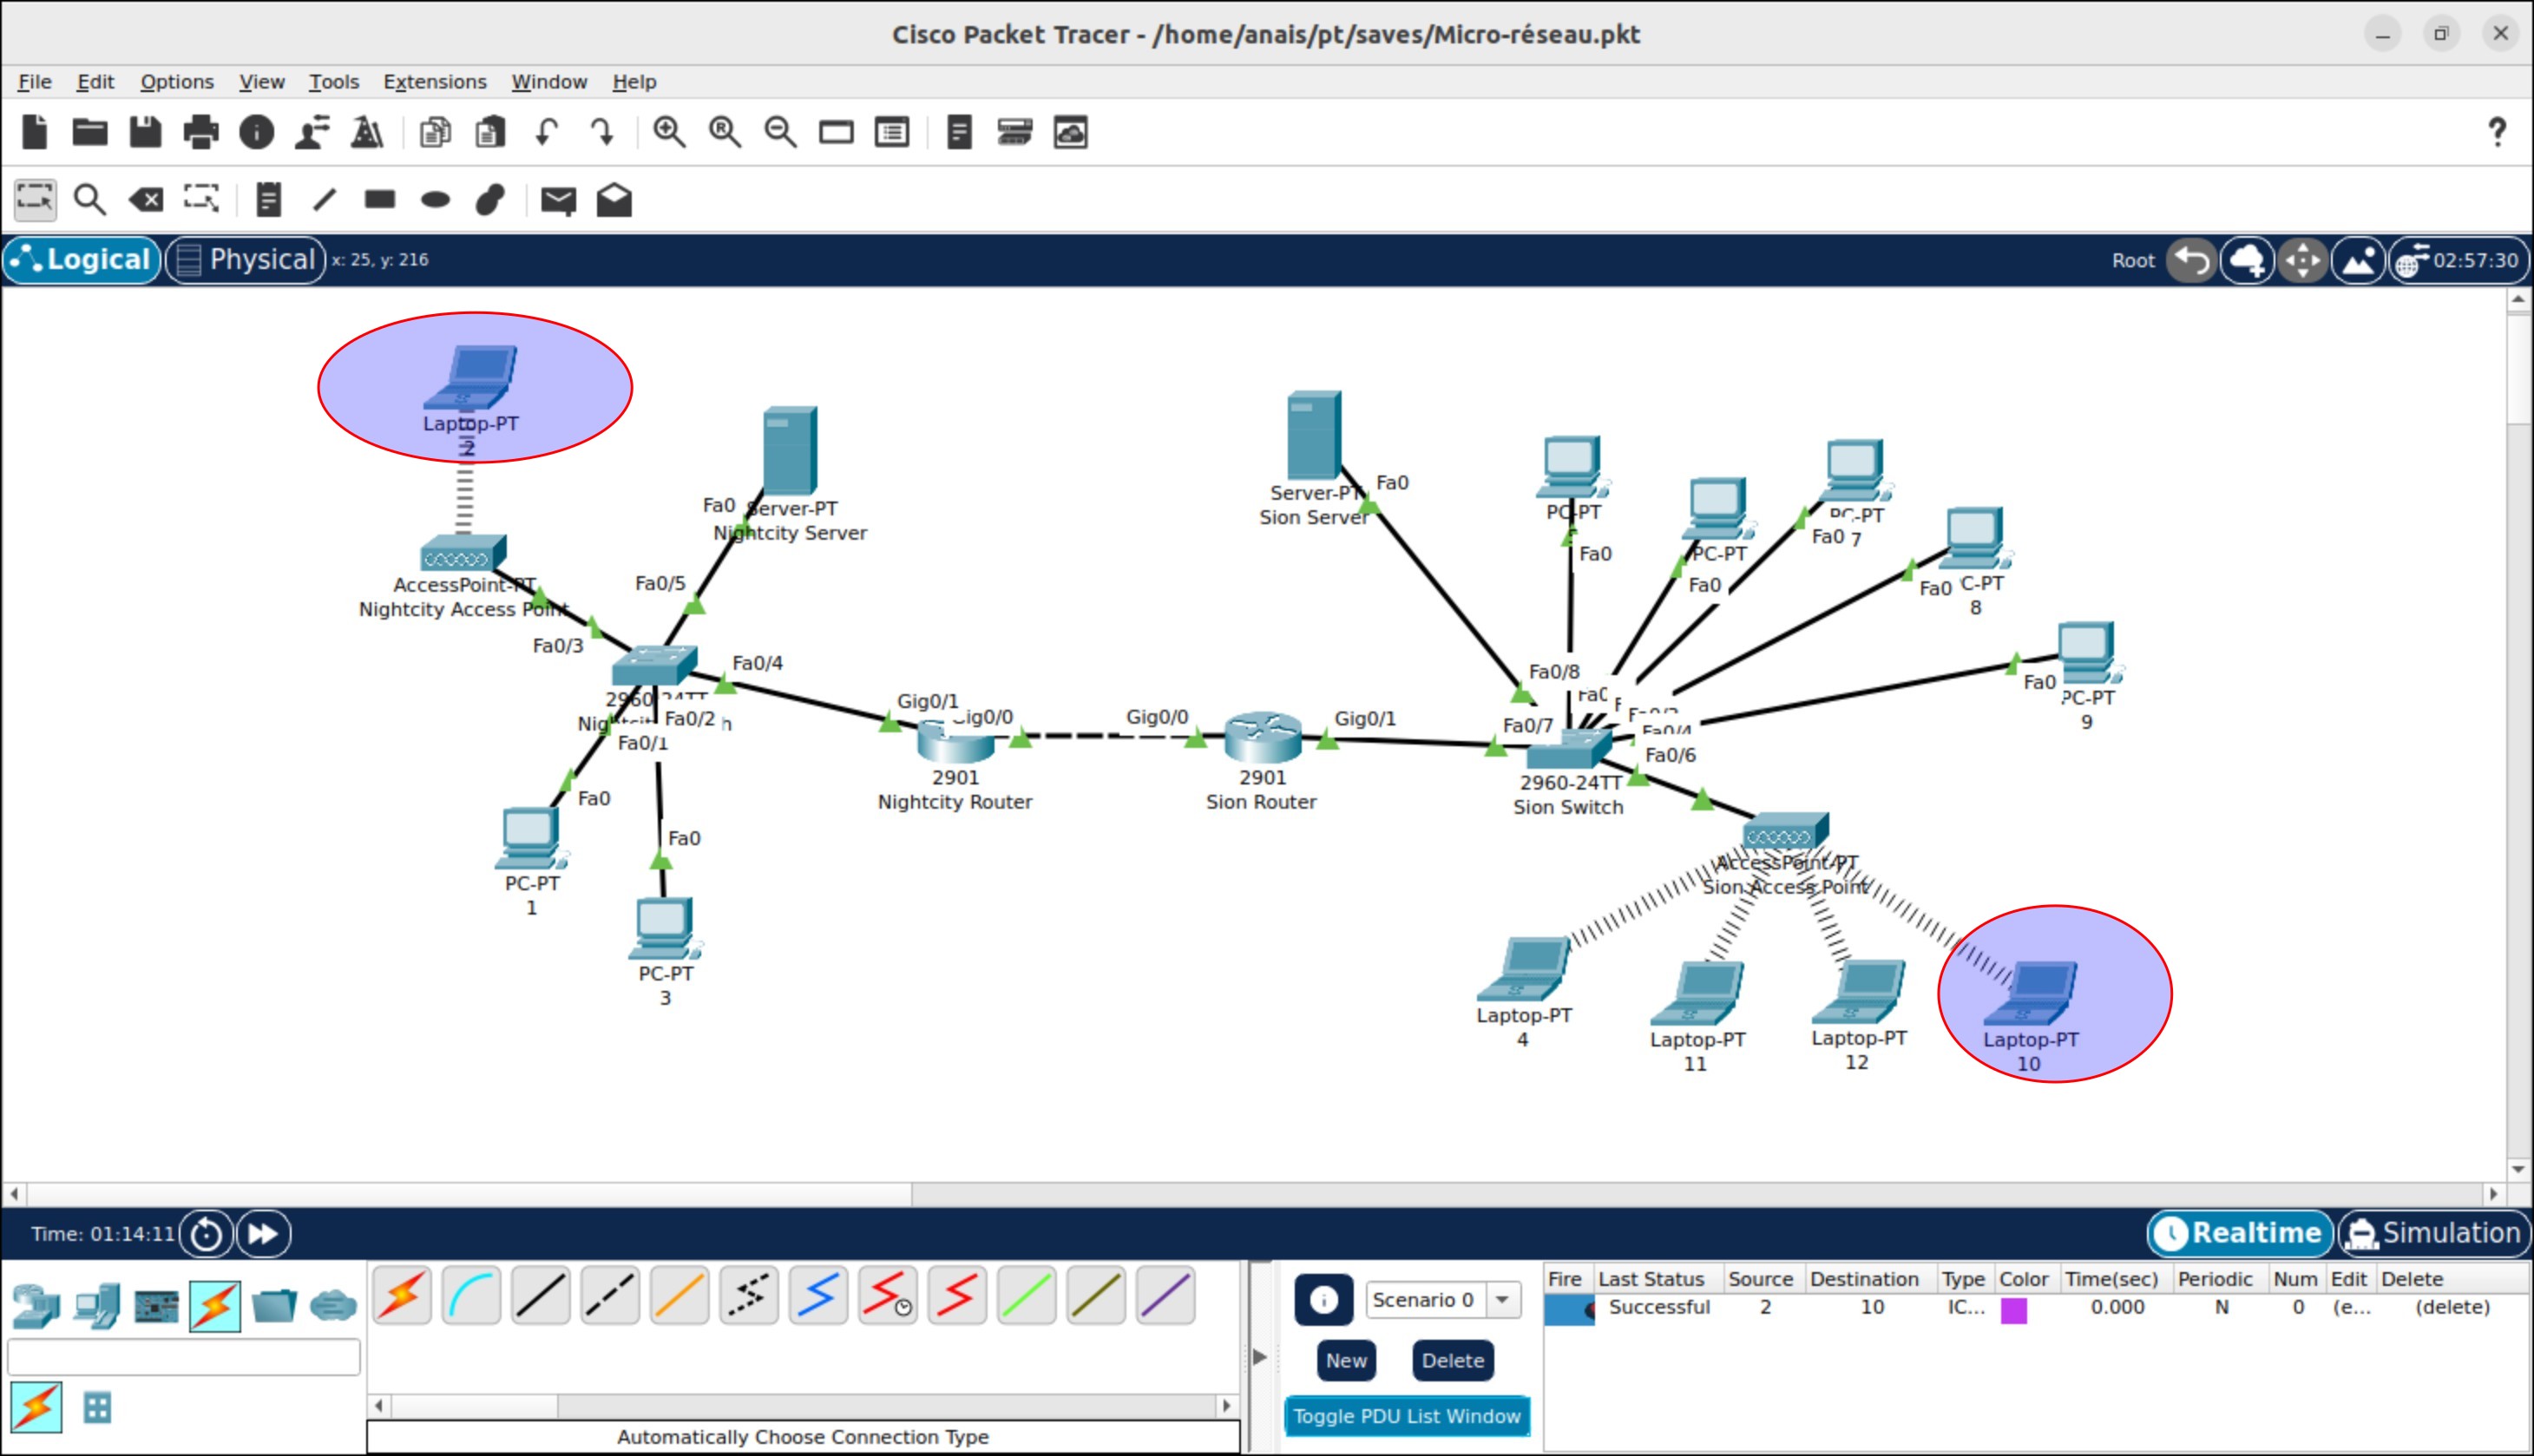 Cisco Packet Tracer - /home/anais/pt/saves/Micro-réseau.pkt
File Edit Options View Tools Extensions Window Help
Logical Physical x: 25, y: 216 Root 02:57:30
Laptop-PT
2
Server-PT
Nightcity Server
Fa0
AccessPoint-PT
Nightcity Access Point
Fa0/5
Fa0/3
Fa0/4
Fa0/2
Fa0/1
Fa0
PC-PT
1
Fa0
PC-PT
3
Gig0/1
Gig0/0
2901
Nightcity Router
Gig0/0
Gig0/1
2901
Sion Router
Server-PT
Sion Server
Fa0
PC-PT
Fa0
PC-PT
Fa0
PC-PT
Fa0 7
Fa0 C-PT
8
Fa0 PC-PT
9
Fa0/8
Fa0/7
Fa0/4
Fa0/6
2960-24TT
Sion Switch
AccessPoint-PT
Sion Access Point
Laptop-PT
4
Laptop-PT
11
Laptop-PT
12
Laptop-PT
10
Time: 01:14:11 Realtime Simulation
Scenario 0
New Delete
Toggle PDU List Window
Automatically Choose Connection Type
Fire Last Status Source Destination Type Color Time(sec) Periodic Num Edit Delete
Successful 2 10 IC... 0.000 N 0 (e... (delete)